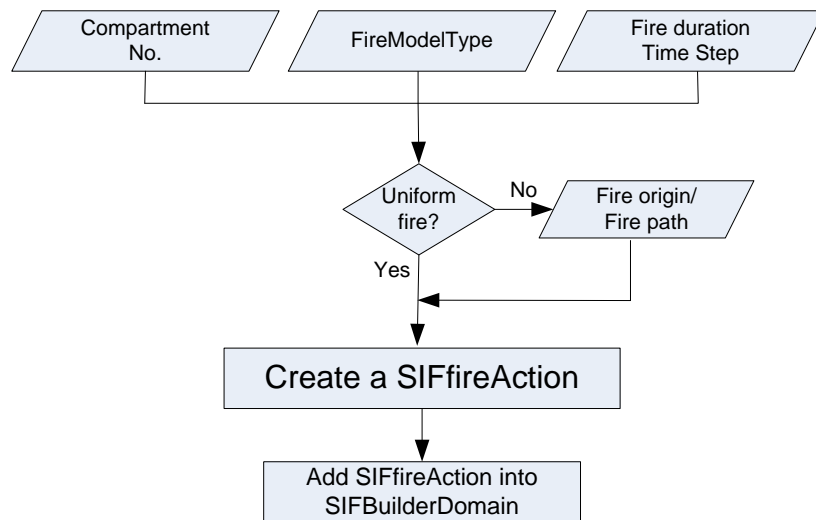 Compartment
No.
FireModelType
Fire duration
Time Step
Uniform
fire?
No
Fire origin/
Fire path
Yes
Create a SIFfireAction
Add SIFfireAction into
SIFBuilderDomain